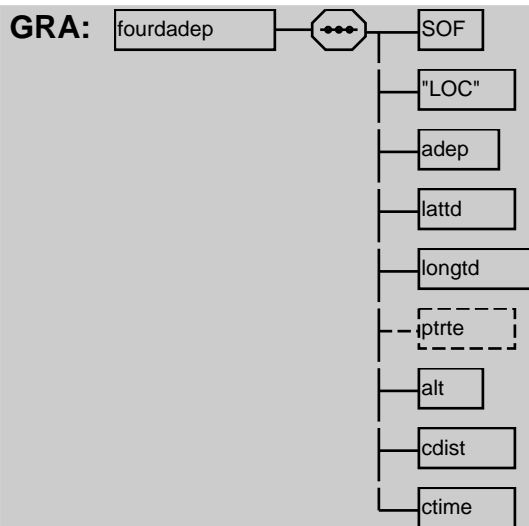 GRA: fourdadep SOF
"LOC"
adep
lattd
longtd
ptrte
alt
cdist
ctime